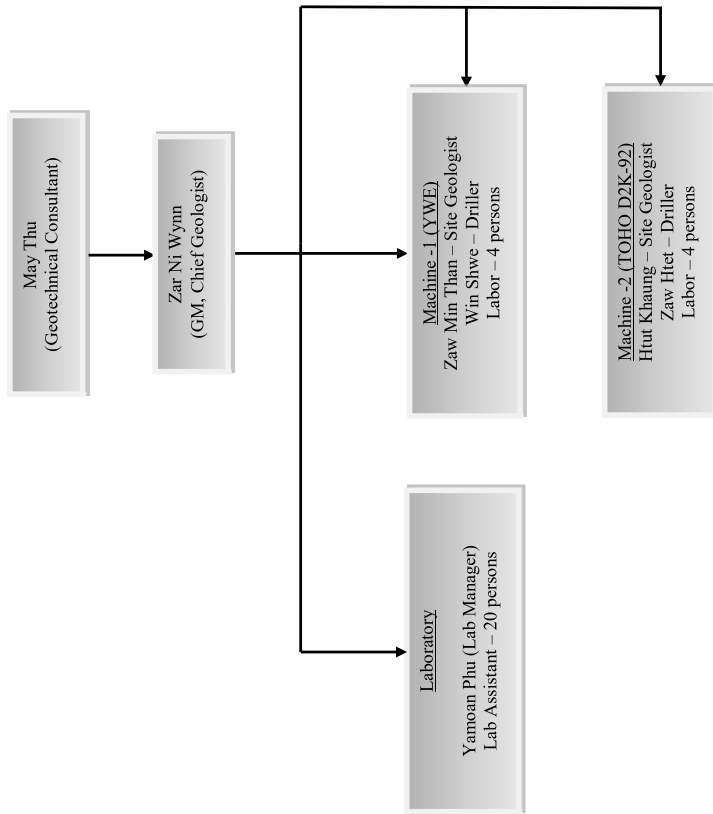 May Thu
(Geotechnical Consultant)
Zar Ni Wynn
(GM, Chief Geologist)
Laboratory
Yamoan Phu (Lab Manager)
Lab Assistant – 20 persons
Machine -1 (YWE)
Zaw Min Than – Site Geologist
Win Shwe – Driller
Labor – 4 persons
Machine -2 (TOHO D2K-92)
Htut Khaung – Site Geologist
Zaw Htet – Driller
Labor – 4 persons